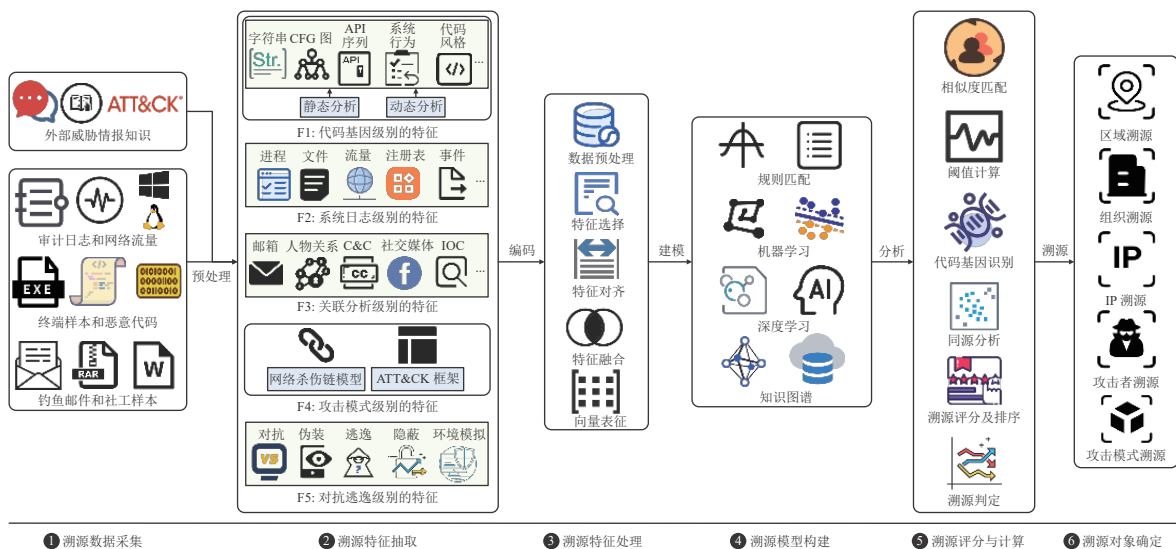 ATT&CK®
外部威胁情报知识
审计日志和网络流量
EXE
01010001
00001110
00110010
终端样本和恶意代码
RAR
W
钓鱼邮件和社工样本
预处理
字符串 CFG 图 API 序列 系统行为 代码风格
[Str.]
API
</>
...
静态分析 动态分析
F1: 代码基因级别的特征
进程 文件 流量 注册表 事件
...
F2: 系统日志级别的特征
邮箱 人物关系 C&C 社交媒体 IOC
CC
f
...
F3: 关联分析级别的特征
网络杀伤链模型 ATT&CK 框架
F4: 攻击模式级别的特征
对抗 伪装 逃逸 隐蔽 环境模拟
VS
?
F5: 对抗逃逸级别的特征
编码
数据预处理
特征选择
特征对齐
特征融合
向量表征
建模
规则匹配
机器学习
AI
深度学习
知识图谱
分析
相似度匹配
阈值计算
代码基因识别
同源分析
溯源评分及排序
溯源判定
溯源
区域溯源
组织溯源
IP
IP 溯源
攻击者溯源
攻击模式溯源
❶ 溯源数据采集
❷ 溯源特征抽取
❸ 溯源特征处理
❹ 溯源模型构建
❺ 溯源评分与计算
❻ 溯源对象确定